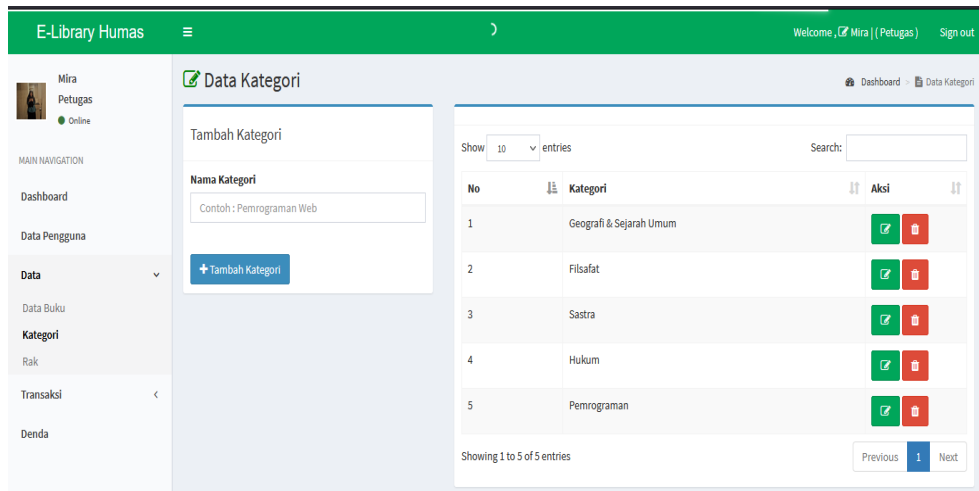 E-Library Humas
Welcome , Mira | ( Petugas ) Sign out
Mira
Petugas
Online
MAIN NAVIGATION
Dashboard
Data Pengguna
Data
Data Buku
Kategori
Rak
Transaksi
Denda
Data Kategori
Dashboard > Data Kategori
Tambah Kategori
Nama Kategori
Contoh : Pemrograman Web
+ Tambah Kategori
Show 10 entries Search:
No Kategori Aksi
1 Geografi & Sejarah Umum
2 Filsafat
3 Sastra
4 Hukum
5 Pemrograman
Showing 1 to 5 of 5 entries Previous 1 Next